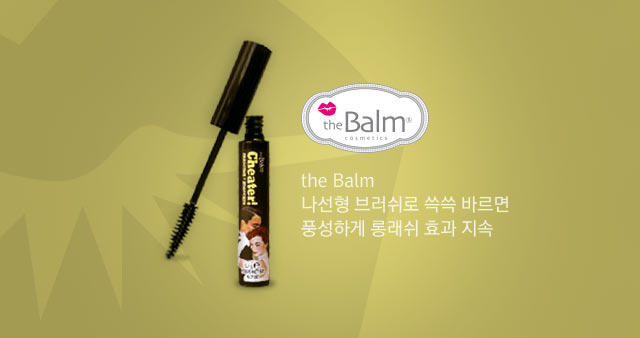 the Balm®
cosmetics
the Balm
나선형 브러쉬로 쓱쓱 바르면
풍성하게 롱래쉬 효과 지속
theBalm
Cheater!